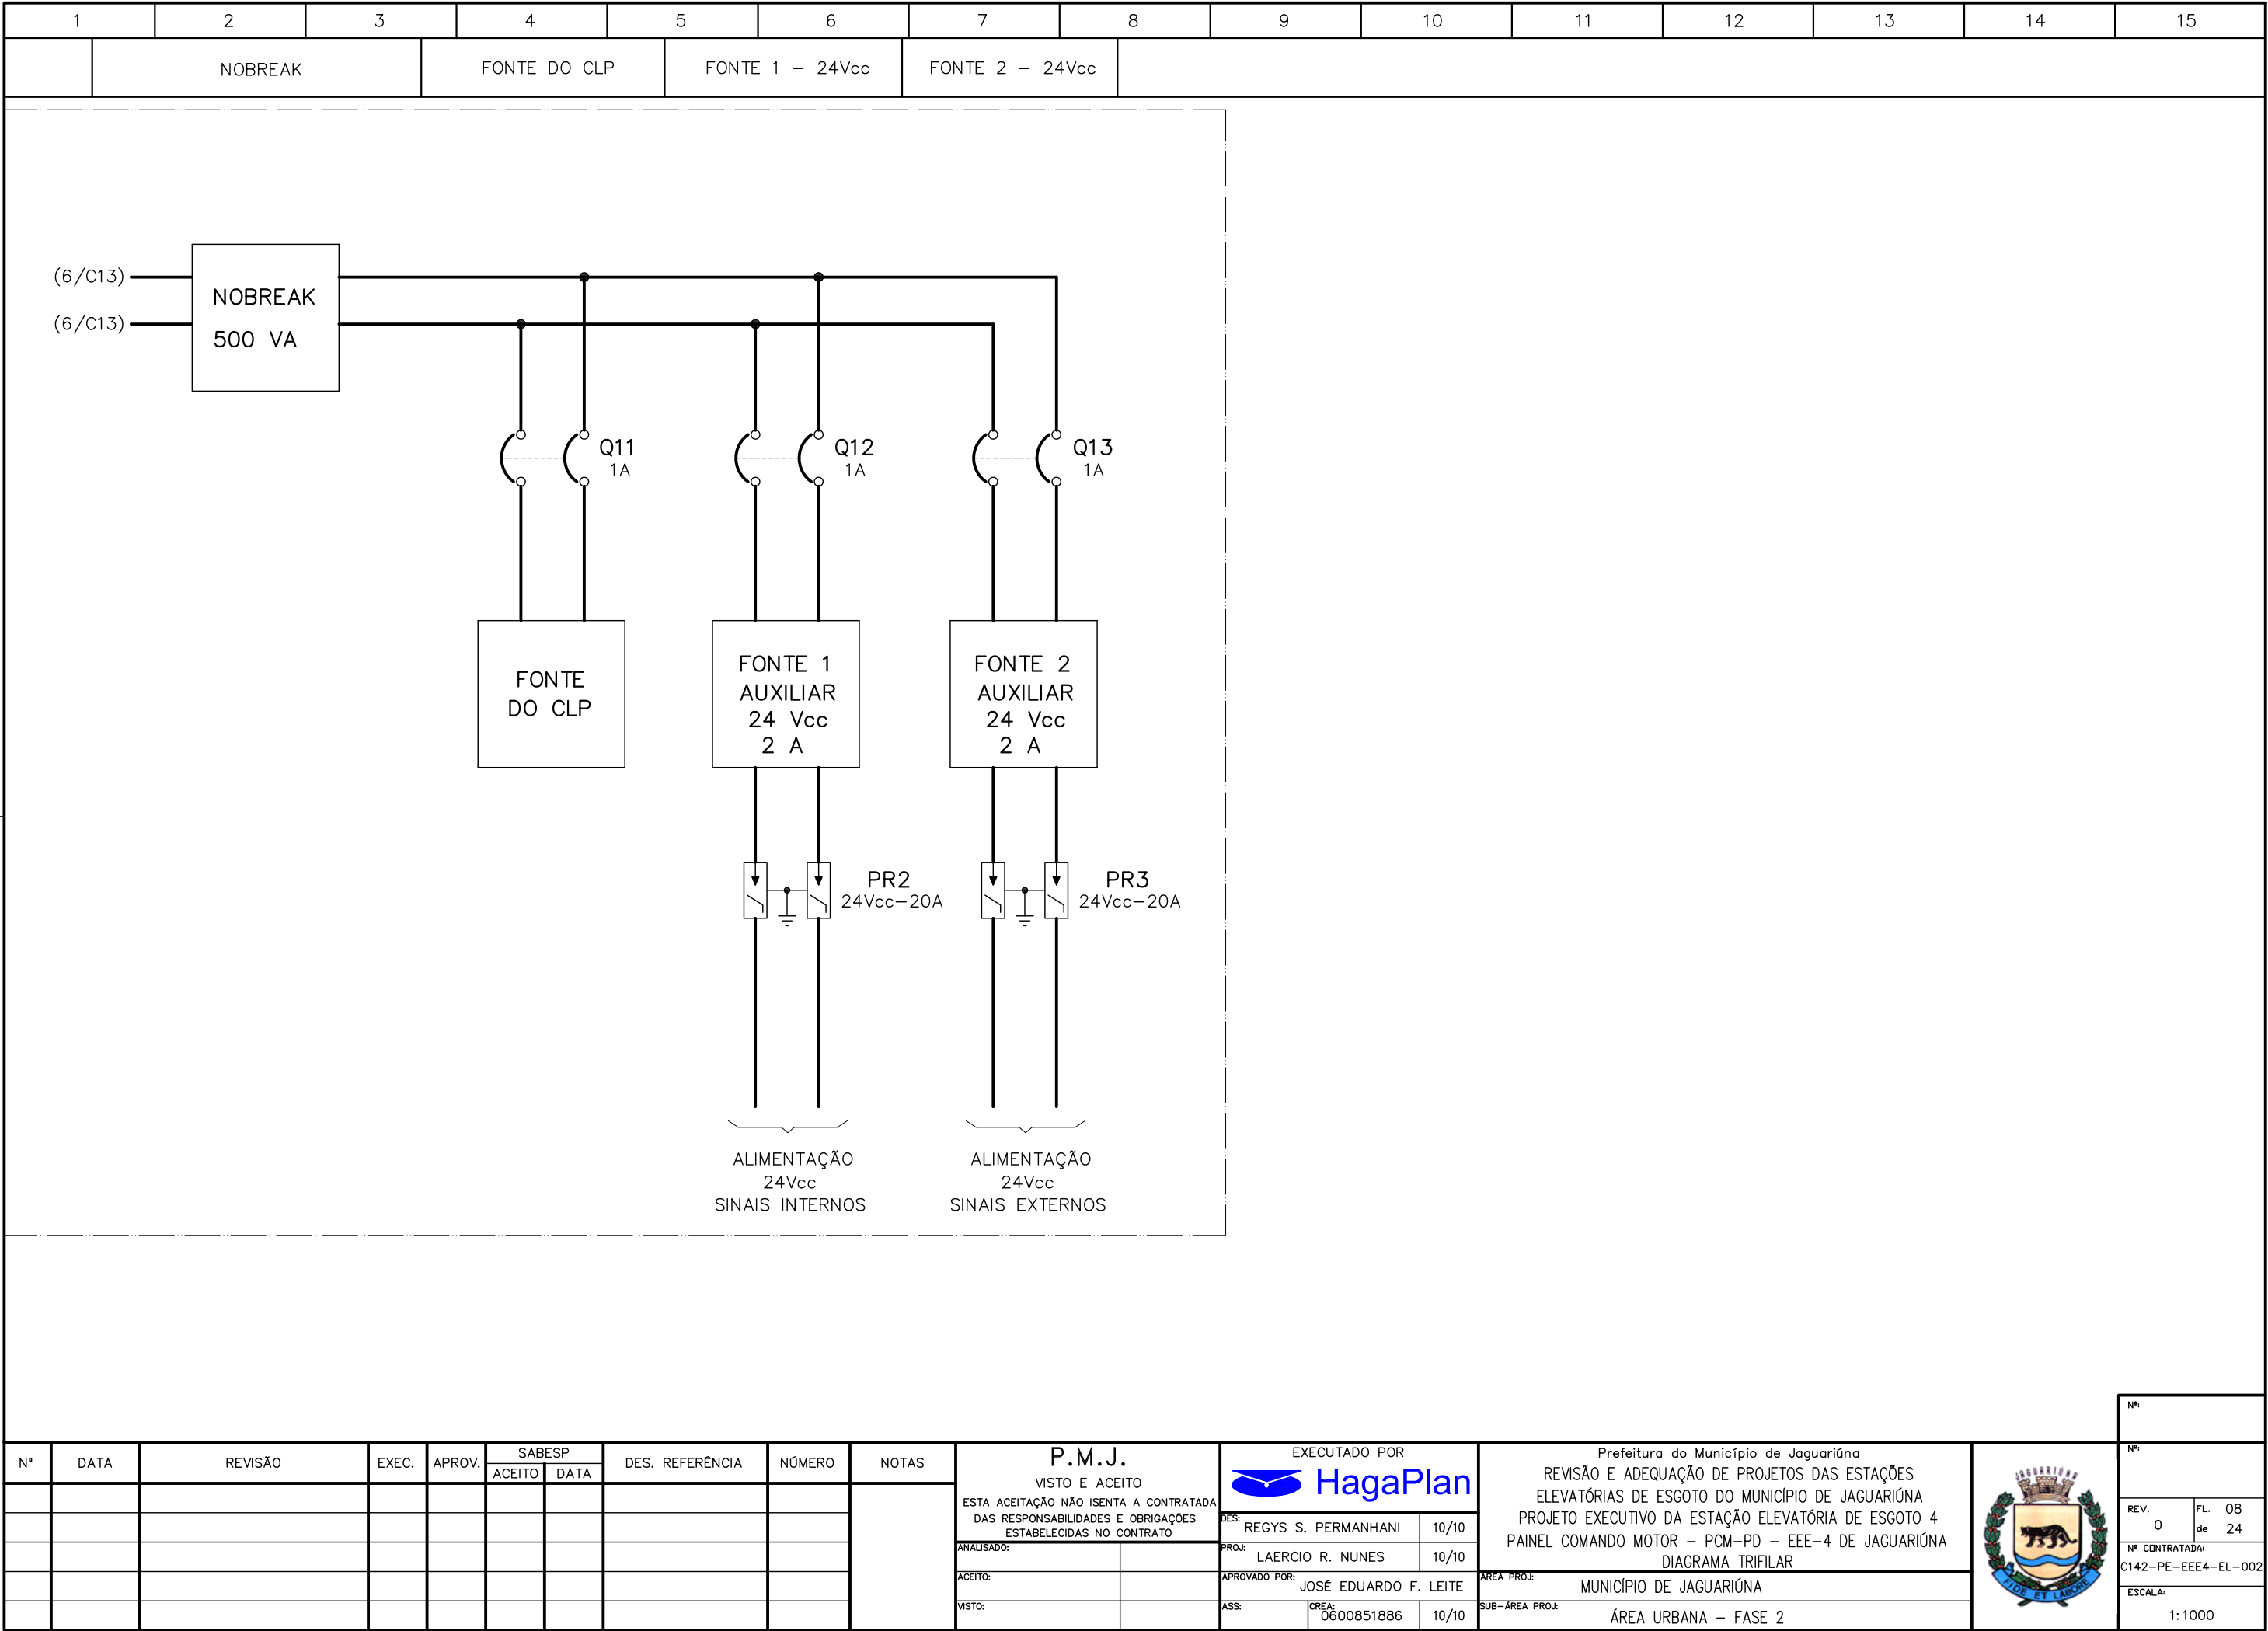 1 2 3 4 5 6 7 8 9 10 11 12 13 14 15
NOBREAK FONTE DO CLP FONTE 1 - 24Vcc FONTE 2 - 24Vcc
(6/C13)
(6/C13)
NOBREAK
500 VA
Q11
1A
Q12
1A
Q13
1A
FONTE
DO CLP
FONTE 1
AUXILIAR
24 Vcc
2 A
FONTE 2
AUXILIAR
24 Vcc
2 A
PR2
24Vcc-20A
PR3
24Vcc-20A
ALIMENTAÇÃO
24Vcc
SINAIS INTERNOS
ALIMENTAÇÃO
24Vcc
SINAIS EXTERNOS
Nº DATA REVISÃO EXEC. APROV. SABESP ACEITO DATA DES. REFERÊNCIA NÚMERO NOTAS
P.M.J.
VISTO E ACEITO
ESTA ACEITAÇÃO NÃO ISENTA A CONTRATADA
DAS RESPONSABILIDADES E OBRIGAÇÕES
ESTABELECIDAS NO CONTRATO
ANALISADO:
ACEITO:
VISTO:
EXECUTADO POR
HagaPlan
DES: REGYS S. PERMANHANI 10/10
PROJ: LAERCIO R. NUNES 10/10
APROVADO POR: JOSÉ EDUARDO F. LEITE
ASS: CREA: 0600851886 10/10
Prefeitura do Município de Jaguariúna
REVISÃO E ADEQUAÇÃO DE PROJETOS DAS ESTAÇÕES
ELEVATÓRIAS DE ESGOTO DO MUNICÍPIO DE JAGUARIÚNA
PROJETO EXECUTIVO DA ESTAÇÃO ELEVATÓRIA DE ESGOTO 4
PAINEL COMANDO MOTOR - PCM-PD - EEE-4 DE JAGUARIÚNA
DIAGRAMA TRIFILAR
ÁREA PROJ: MUNICÍPIO DE JAGUARIÚNA
SUB-ÁREA PROJ: ÁREA URBANA - FASE 2
JAGUARIÚNA
FIDE ET LABORE
Nº:
Nº:
REV. 0 FL. 08 de 24
Nº CONTRATADA:
C142-PE-EEE4-EL-002
ESCALA:
1:1000